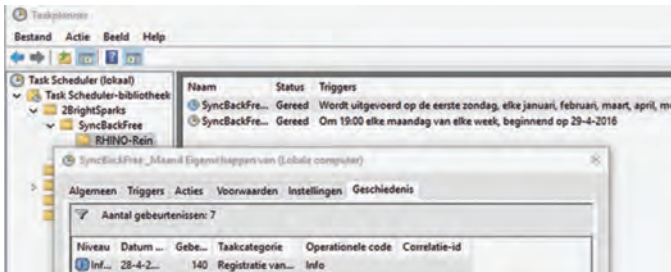 Taskplanner
Bestand Actie Beeld Help
Task Scheduler (lokaal)
Task Scheduler-bibliotheek
2BrightSparks
SyncBackFree
RHINO-Rein
Naam Status Triggers
SyncBackFre... Gereed Wordt uitgevoerd op de eerste zondag, elke januari, februari, maart, april, m
SyncBackFre... Gereed Om 19:00 elke maandag van elke week, beginnend op 29-4-2016
SyncBackFree_Maand Eigenschappen van (Lokale computer)
Algemeen Triggers Acties Voorwaarden Instellingen Geschiedenis
Aantal gebeurtenissen: 7
Niveau Datum ... Gebe... Taakcategorie Operationele code Correlatie-id
Inf... 28-4-2... 140 Registratie van... Info